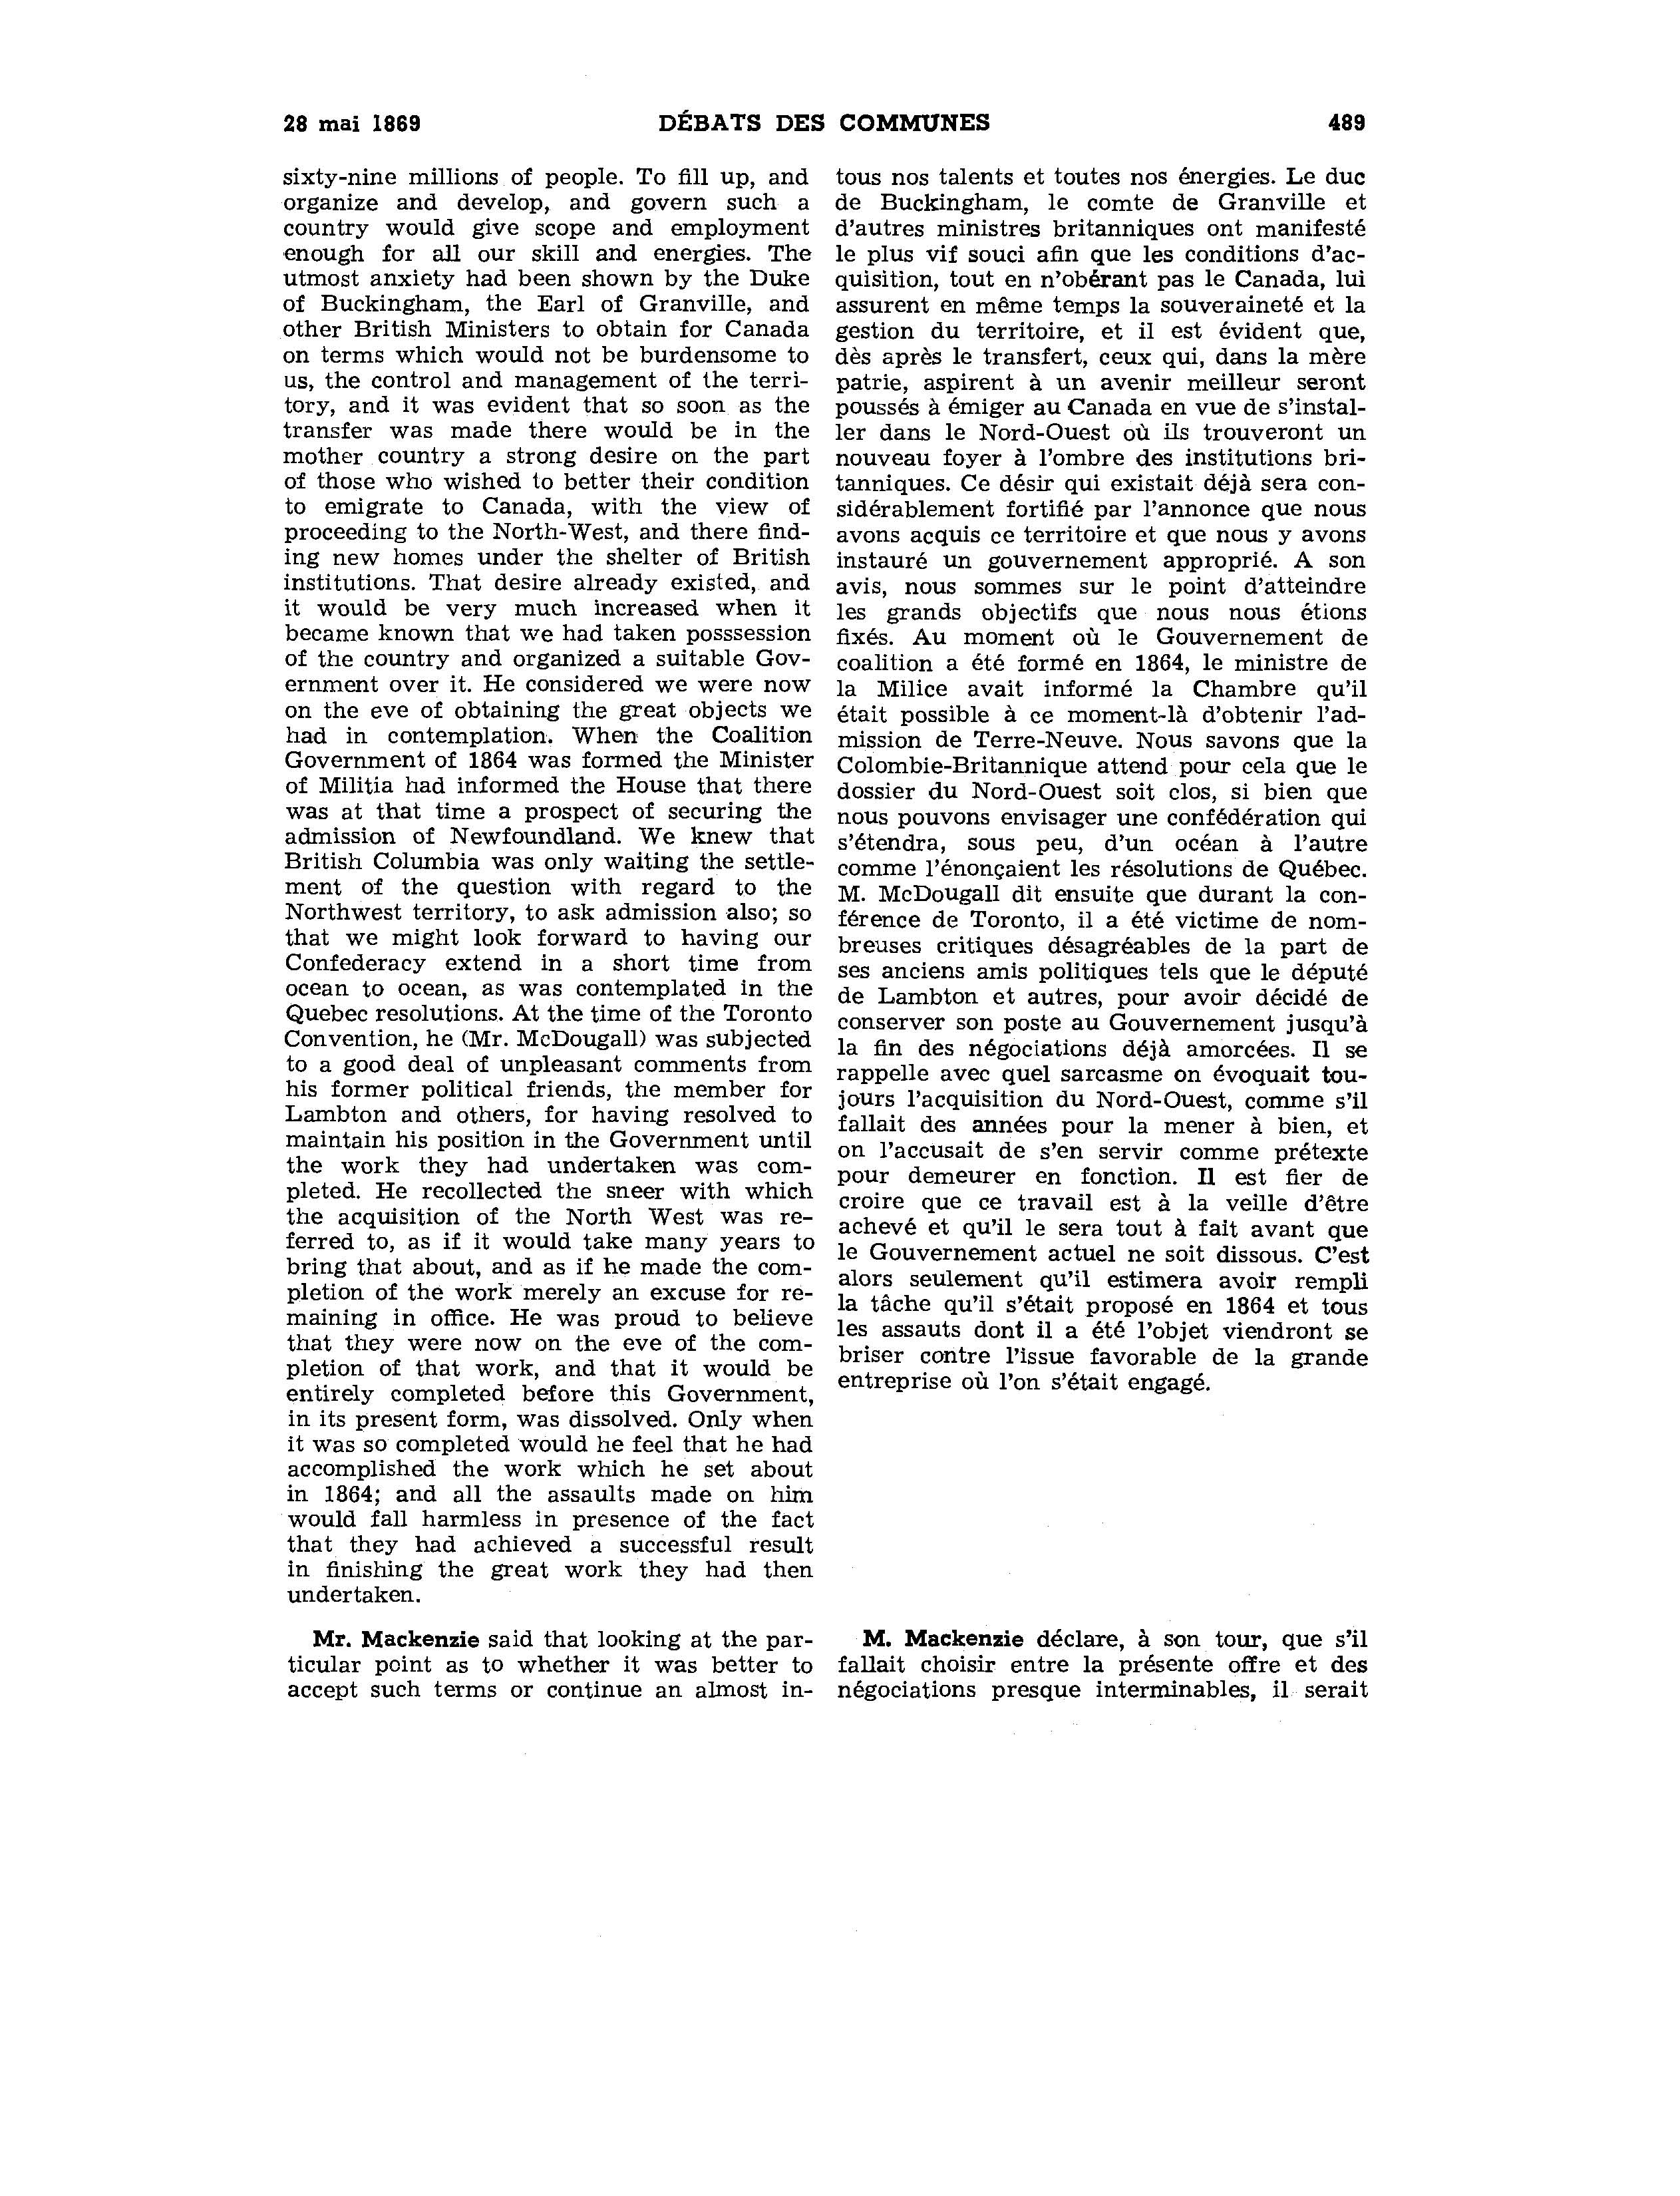 28 mai 1869 DÉBATS DES COMMUNES 489
sixty-nine millions of people. To fill up, and
organize and develop, and govern such a
country would give scope and employment
enough for all our skill and energies. The
utmost anxiety had been shown by the Duke
of Buckingham, the Earl of Granville, and
other British Ministers to obtain for Canada
on terms which would not be burdensome to
us, the control and management of the terri-
tory, and it was evident that so soon as the
transfer was made there would be in the
mother country a strong desire on the part
of those who wished to better their condition
to emigrate to Canada, with the view of
proceeding to the North-West, and there find-
ing new homes under the shelter of British
institutions. That desire already existed, and
it would be very much increased when it
became known that we had taken posssession
of the country and organized a suitable Gov-
ernment over it. He considered we were now
on the eve of obtaining the great objects we
had in contemplation. When the Coalition
Government of 1864 was formed the Minister
of Militia had informed the House that there
was at that time a prospect of securing the
admission of Newfoundland. We knew that
British Columbia was only waiting the settle-
ment of the question with regard to the
Northwest territory, to ask admission also; so
that we might look forward to having our
Confederacy extend in a short time from
ocean to ocean, as was contemplated in the
Quebec resolutions. At the time of the Toronto
Convention, he (Mr. McDougall) was subjected
to a good deal of unpleasant comments from
his former political friends, the member for
Lambton and others, for having resolved to
maintain his position in the Government until
the work they had undertaken was com-
pleted. He recollected the sneer with which
the acquisition of the North West was re-
ferred to, as if it would take many years to
bring that about, and as if he made the com-
pletion of the work merely an excuse for re-
maining in office. He was proud to believe
that they were now on the eve of the com-
pletion of that work, and that it would be
entirely completed before this Government,
in its present form, was dissolved. Only when
it was so completed would he feel that he had
accomplished the work which he set about
in 1864; and all the assaults made on him
would fall harmless in presence of the fact
that they had achieved a successful result
in finishing the great work they had then
undertaken.
Mr. Mackenzie said that looking at the par-
ticular point as to whether it was better to
accept such terms or continue an almost in-
tous nos talents et toutes nos énergies. Le duc
de Buckingham, le comte de Granville et
d'autres ministres britanniques ont manifesté
le plus vif souci afin que les conditions d'ac-
quisition, tout en n'obérant pas le Canada, lui
assurent en même temps la souveraineté et la
gestion du territoire, et il est évident que,
dès après le transfert, ceux qui, dans la mère
patrie, aspirent à un avenir meilleur seront
poussés à émiger au Canada en vue de s'instal-
ler dans le Nord-Ouest où ils trouveront un
nouveau foyer à l'ombre des institutions bri-
tanniques. Ce désir qui existait déjà sera con-
sidérablement fortifié par l'annonce que nous
avons acquis ce territoire et que nous y avons
instauré un gouvernement approprié. A son
avis, nous sommes sur le point d'atteindre
les grands objectifs que nous nous étions
fixés. Au moment où le Gouvernement de
coalition a été formé en 1864, le ministre de
la Milice avait informé la Chambre qu'il
était possible à ce moment-là d'obtenir l'ad-
mission de Terre-Neuve. Nous savons que la
Colombie-Britannique attend pour cela que le
dossier du Nord-Ouest soit clos, si bien que
nous pouvons envisager une confédération qui
s'étendra, sous peu, d'un océan à l'autre
comme l'énonçaient les résolutions de Québec.
M. McDougall dit ensuite que durant la con-
férence de Toronto, il a été victime de nom-
breuses critiques désagréables de la part de
ses anciens amis politiques tels que le député
de Lambton et autres, pour avoir décidé de
conserver son poste au Gouvernement jusqu'à
la fin des négociations déjà amorcées. Il se
rappelle avec quel sarcasme on évoquait tou-
jours l'acquisition du Nord-Ouest, comme s'il
fallait des années pour la mener à bien, et
on l'accusait de s'en servir comme prétexte
pour demeurer en fonction. Il est fier de
croire que ce travail est à la veille d'être
achevé et qu'il le sera tout à fait avant que
le Gouvernement actuel ne soit dissous. C'est
alors seulement qu'il estimera avoir rempli
la tâche qu'il s'était proposé en 1864 et tous
les assauts dont il a été l'objet viendront se
briser contre l'issue favorable de la grande
entreprise où l'on s'était engagé.
M. Mackenzie déclare, à son tour, que s'il
fallait choisir entre la présente offre et des
négociations presque interminables, il serait